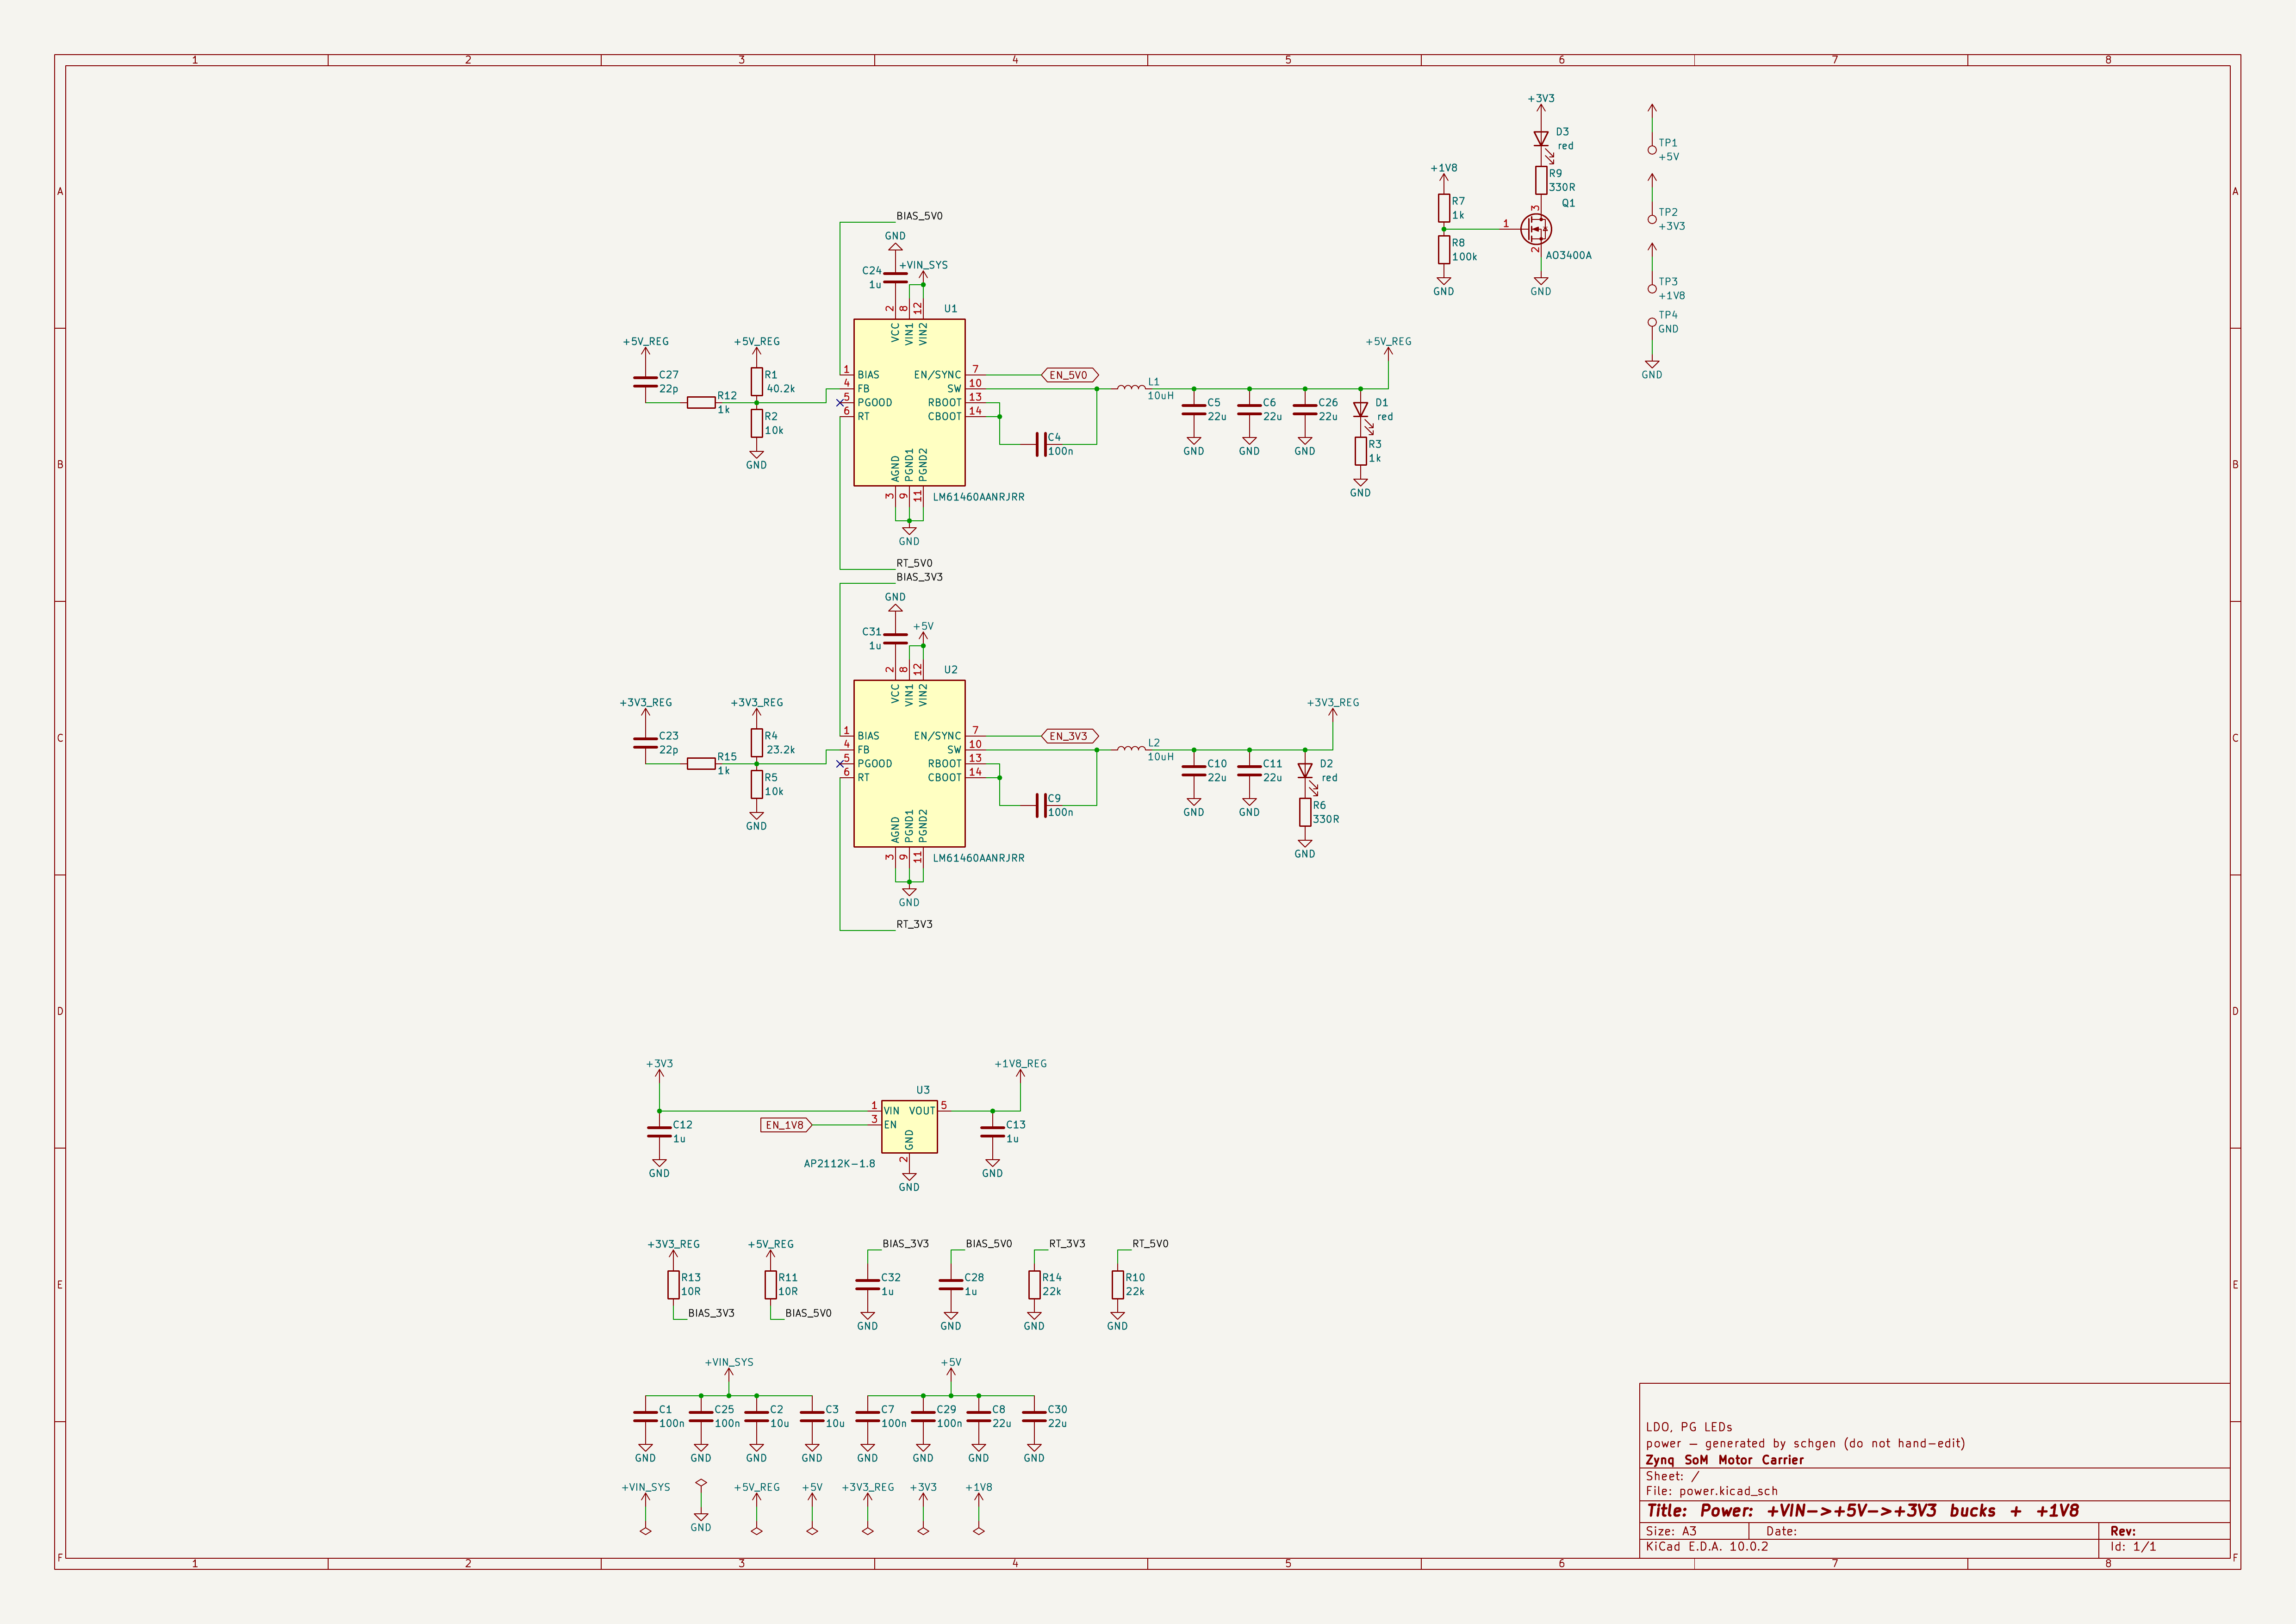 1 2 3 4 5 6 7 8
A
B
C
D
E
F
+3V3
D3
red
R9
330R
Q1
3
1
2
AO3400A
GND
+1V8
R7
1k
R8
100k
GND
TP1
+5V
TP2
+3V3
TP3
+1V8
TP4
GND
GND
BIAS_5V0
GND
C24
1u
+VIN_SYS
2 8 12
U1
VCC VIN1 VIN2
1 BIAS EN/SYNC 7
4 FB SW 10
5 PGOOD RBOOT 13
6 RT CBOOT 14
AGND PGND1 PGND2
3 9 11
LM61460AANRJRR
GND
+5V_REG
C27
22p
R12
1k
+5V_REG
R1
40.2k
R2
10k
GND
EN_5V0
C4
100n
L1
10uH
C5
22u
GND
C6
22u
GND
C26
22u
GND
+5V_REG
D1
red
R3
1k
GND
RT_5V0
BIAS_3V3
GND
C31
1u
+5V
2 8 12
U2
VCC VIN1 VIN2
1 BIAS EN/SYNC 7
4 FB SW 10
5 PGOOD RBOOT 13
6 RT CBOOT 14
AGND PGND1 PGND2
3 9 11
LM61460AANRJRR
GND
+3V3_REG
C23
22p
R15
1k
+3V3_REG
R4
23.2k
R5
10k
GND
EN_3V3
C9
100n
L2
10uH
C10
22u
GND
C11
22u
GND
+3V3_REG
D2
red
R6
330R
GND
RT_3V3
+3V3
C12
1u
GND
EN_1V8
U3
1 VIN VOUT 5
3 EN
GND
2
AP2112K-1.8
GND
+1V8_REG
C13
1u
GND
+3V3_REG
R13
10R
BIAS_3V3
+5V_REG
R11
10R
BIAS_5V0
BIAS_3V3
C32
1u
GND
BIAS_5V0
C28
1u
GND
RT_3V3
R14
22k
GND
RT_5V0
R10
22k
GND
+VIN_SYS
C1
100n
GND
C25
100n
GND
C2
10u
GND
C3
10u
GND
+5V
C7
100n
GND
C29
100n
GND
C8
22u
GND
C30
22u
GND
+VIN_SYS
GND
+5V_REG
+5V
+3V3_REG
+3V3
+1V8
LDO, PG LEDs
power — generated by schgen (do not hand-edit)
Zynq SoM Motor Carrier
Sheet: /
File: power.kicad_sch
Title: Power: +VIN->+5V->+3V3 bucks + +1V8
Size: A3 Date: Rev:
KiCad E.D.A. 10.0.2 Id: 1/1
A
B
C
D
E
F
1 2 3 4 5 6 7 8